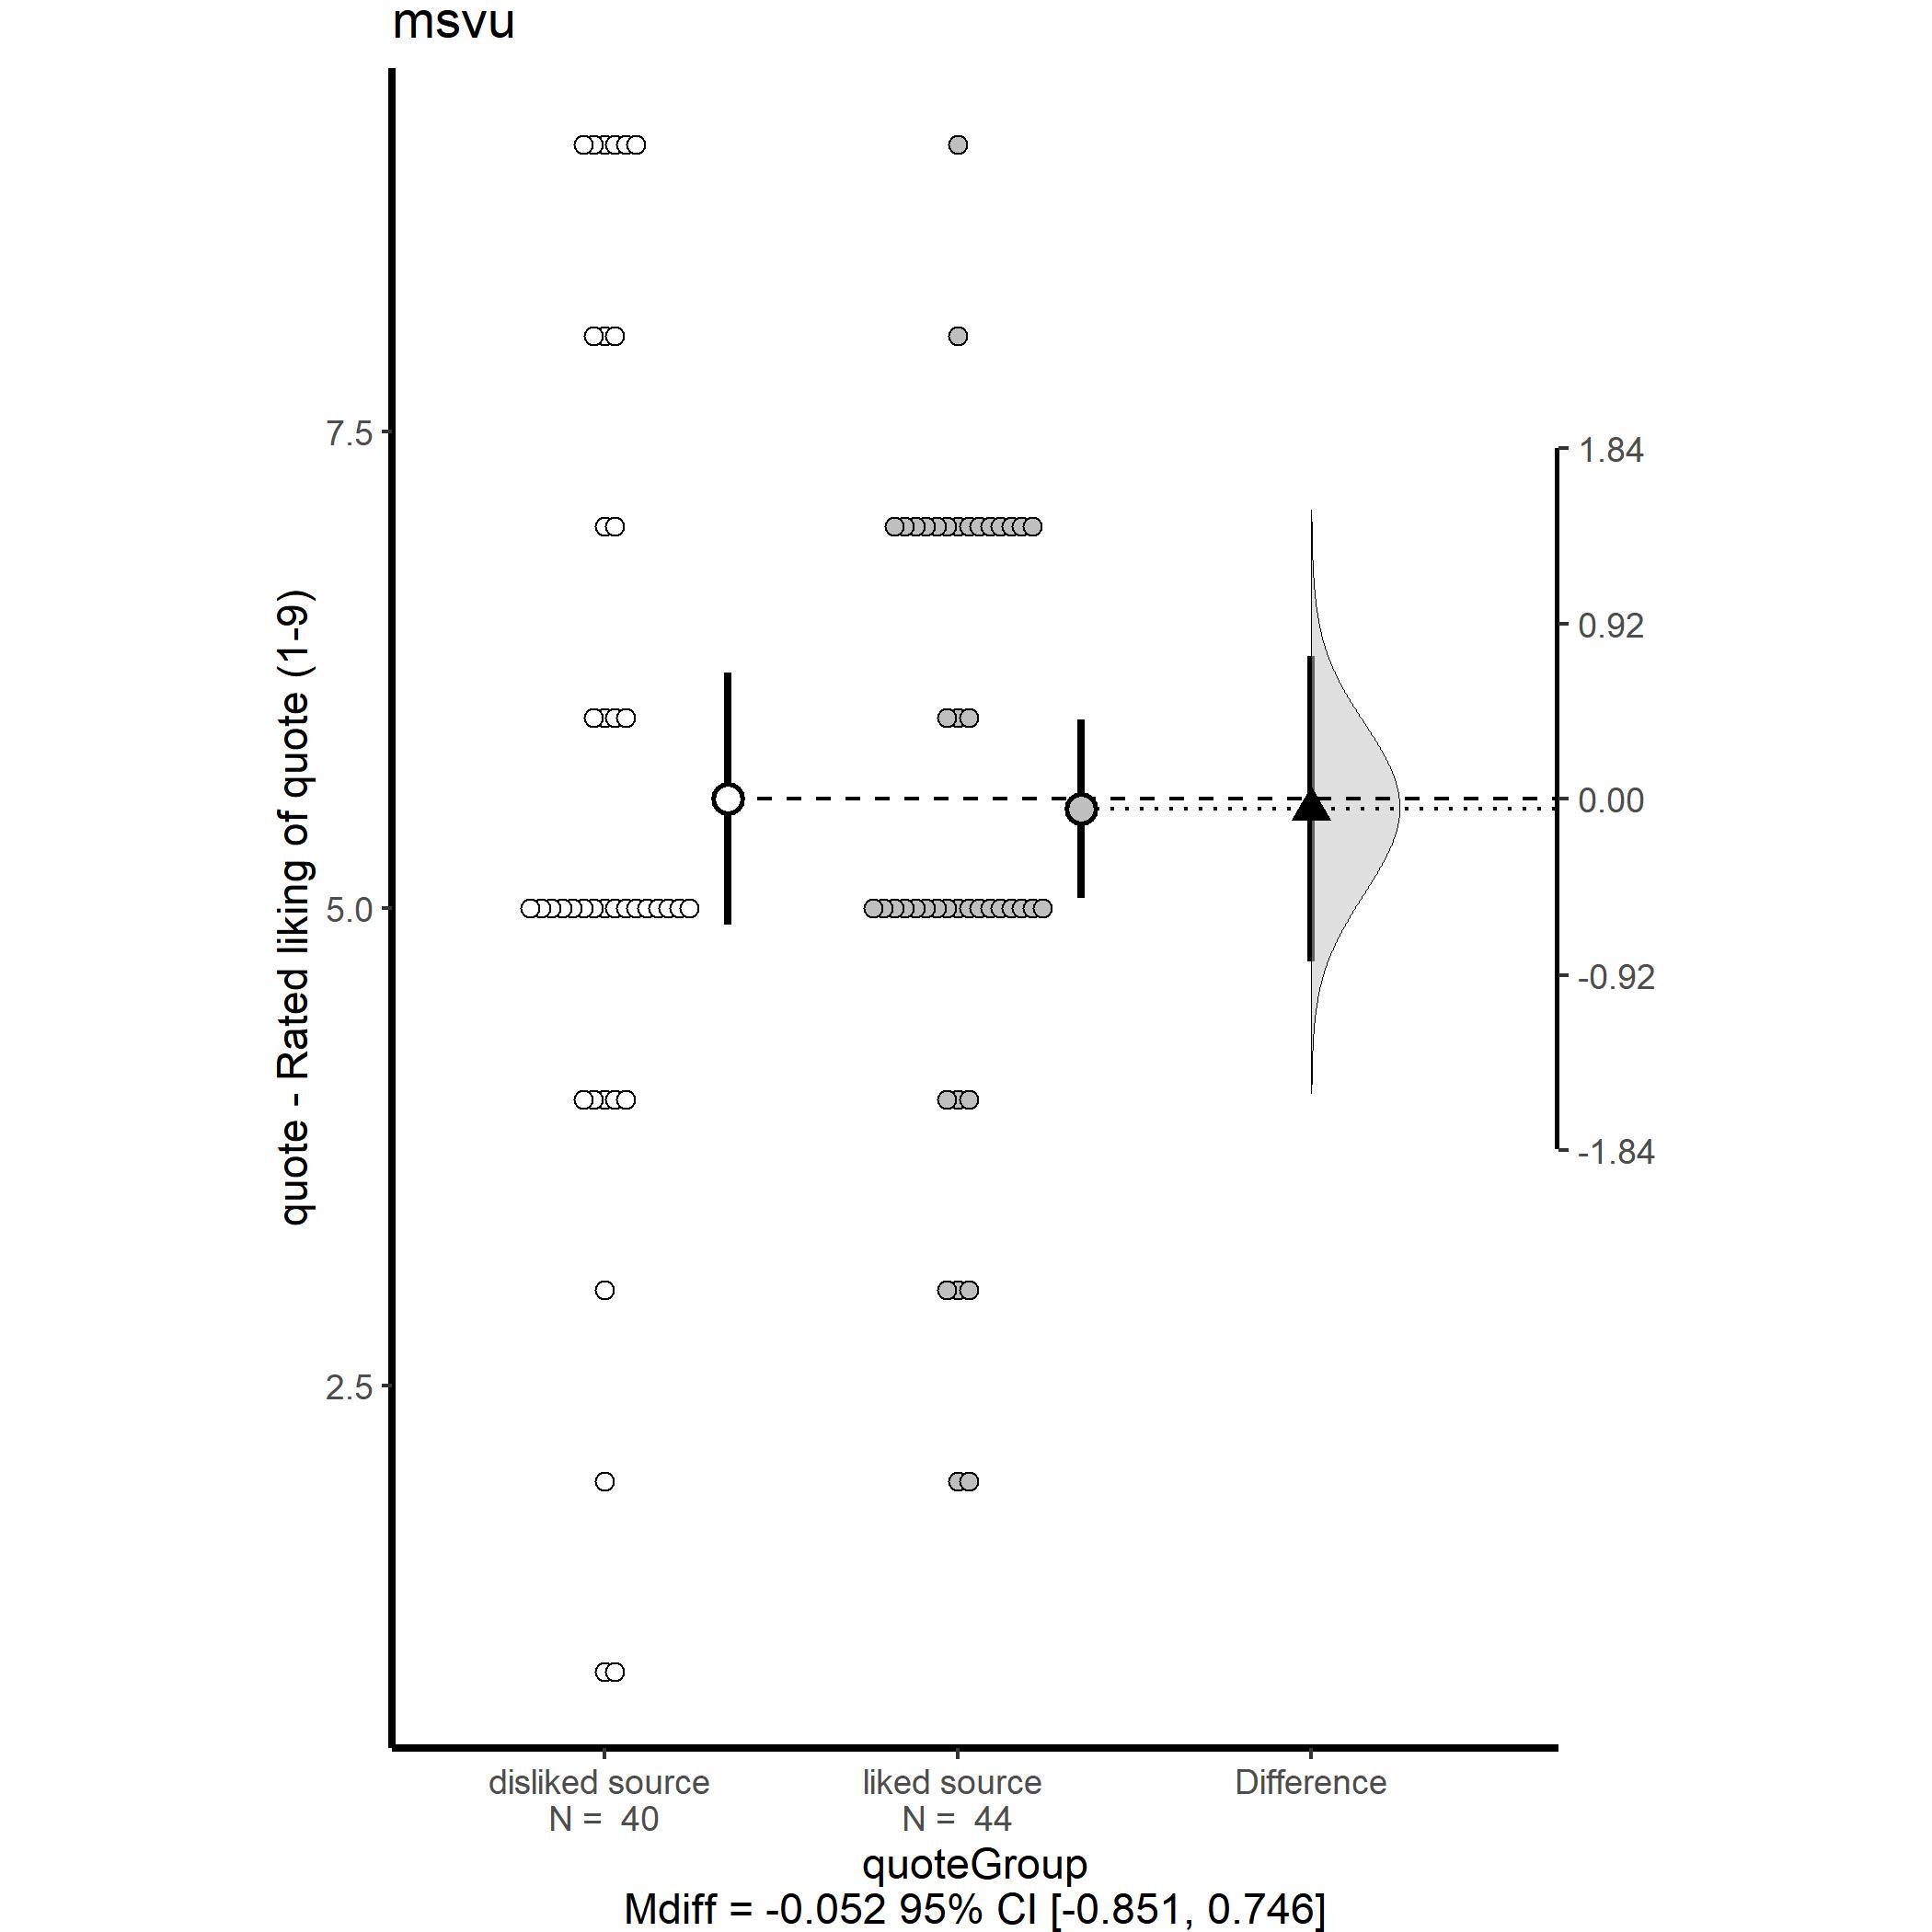 msvu
quote - Rated liking of quote (1-9)
7.5
5.0
2.5
1.84
0.92
0.00
-0.92
-1.84
disliked source
N =  40
liked source
N =  44
Difference
quoteGroup
Mdiff = -0.052 95% CI [-0.851, 0.746]